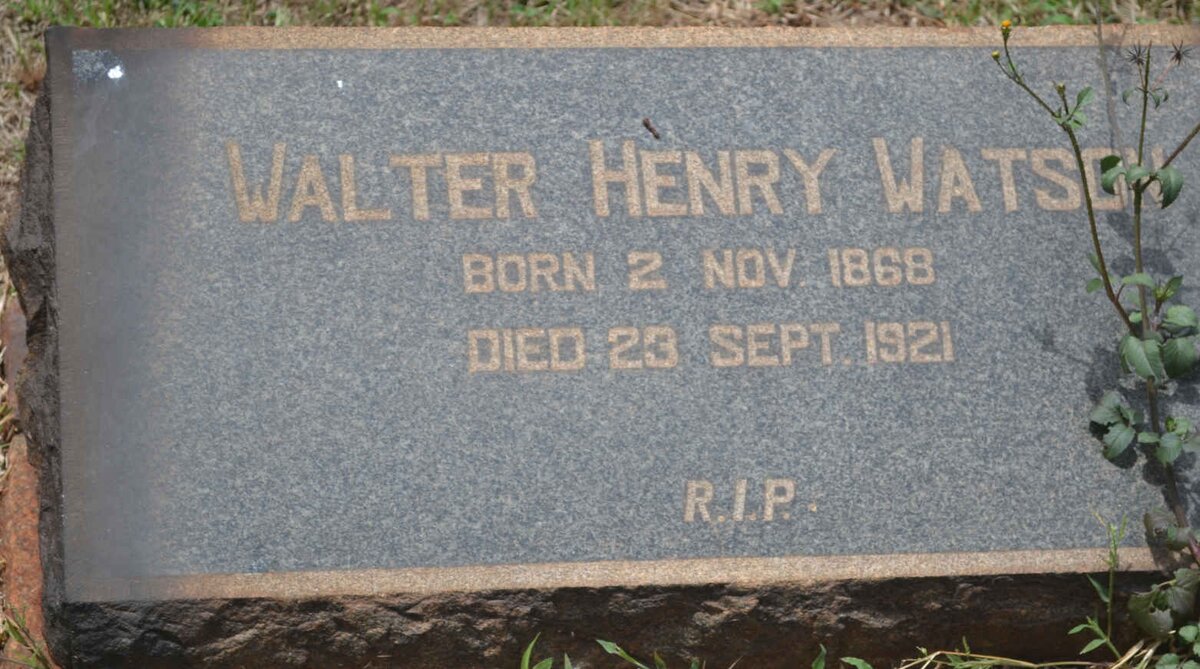 WALTER HENRY WATSON
BORN 2 NOV. 1868
DIED 23 SEPT. 1921
R.I.P.